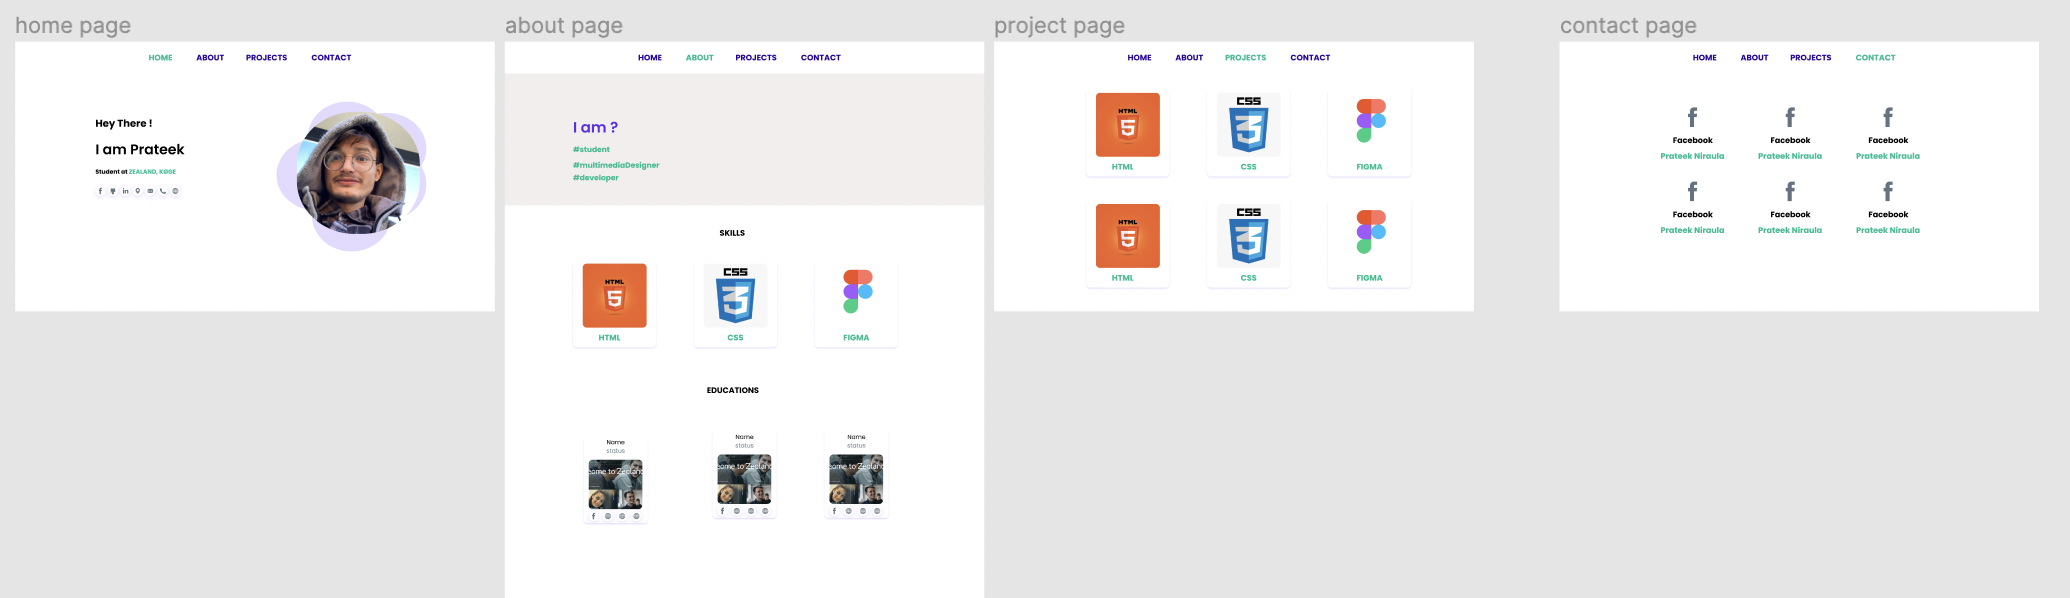 home page
HOME ABOUT PROJECTS CONTACT
Hey There !
I am Prateek
Student at ZEALAND, KØGE
about page
HOME ABOUT PROJECTS CONTACT
I am ?
#student
#multimediaDesigner
#developer
SKILLS
HTML
5
HTML
CSS
3
CSS
FIGMA
EDUCATIONS
Name
status
ome to Zealan
Name
status
ome to Zealand
Name
status
ome to Zealand
project page
HOME ABOUT PROJECTS CONTACT
HTML
5
HTML
CSS
3
CSS
FIGMA
HTML
5
HTML
CSS
3
CSS
FIGMA
contact page
HOME ABOUT PROJECTS CONTACT
Facebook Facebook Facebook
Prateek Niraula Prateek Niraula Prateek Niraula
Facebook Facebook Facebook
Prateek Niraula Prateek Niraula Prateek Niraula